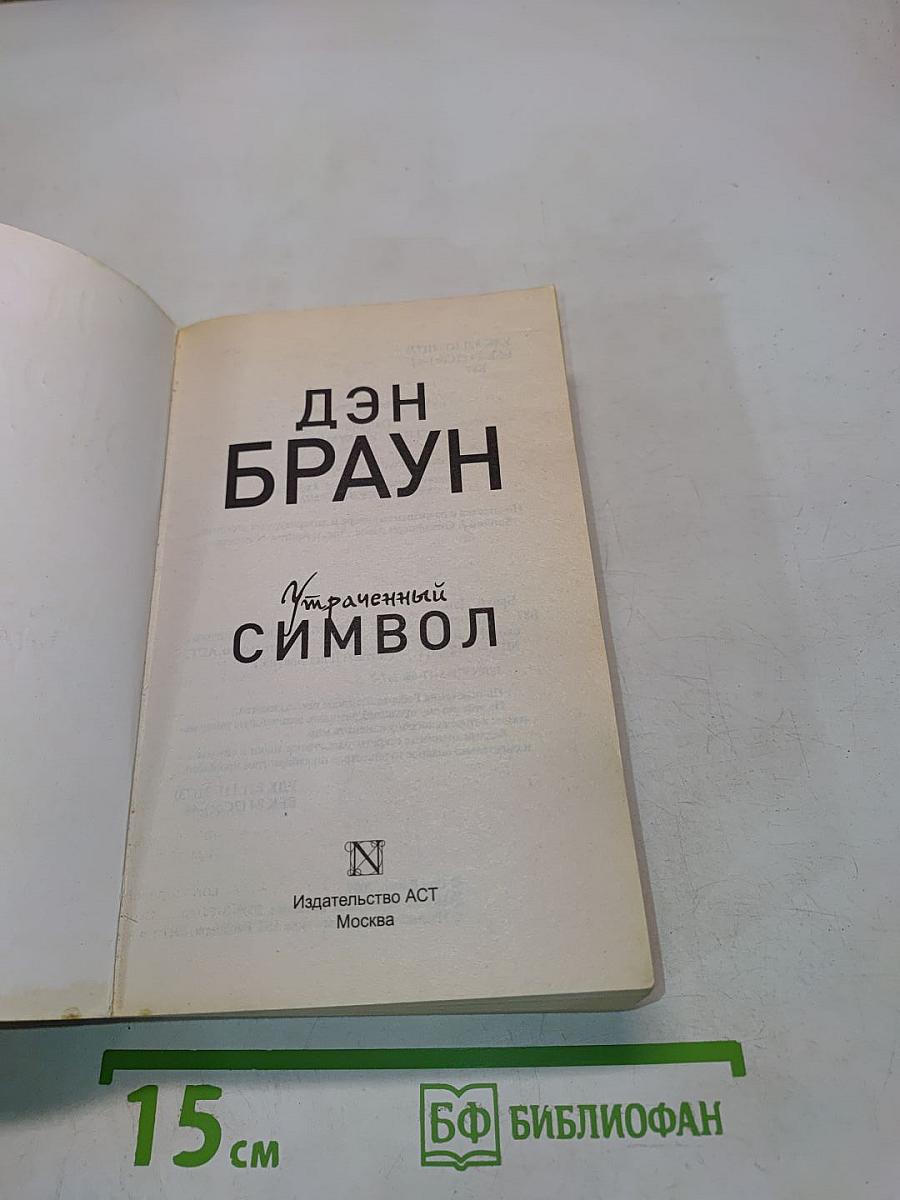 ДЭН
БРАУН
Утраченный
СИМВОЛ
N
Издательство АСТ
Москва
15 см
БФ БИБЛИОФАН